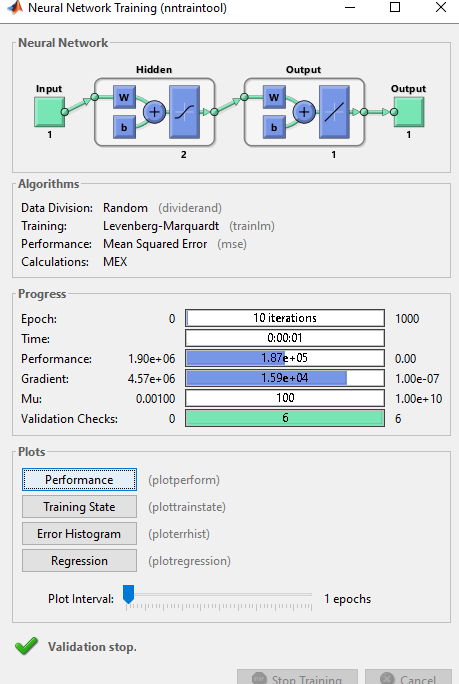 Neural Network Training (nntraintool)
Neural Network
Hidden Output
Input Output
W W
b b
1 1
2 1
Algorithms
Data Division: Random (dividerand)
Training: Levenberg-Marquardt (trainlm)
Performance: Mean Squared Error (mse)
Calculations: MEX
Progress
Epoch: 0 10 iterations 1000
Time: 0:00:01
Performance: 1.90e+06 1.87e+05 0.00
Gradient: 4.57e+06 1.59e+04 1.00e-07
Mu: 0.00100 100 1.00e+10
Validation Checks: 0 6 6
Plots
Performance (plotperform)
Training State (plottrainstate)
Error Histogram (ploterrhist)
Regression (plotregression)
Plot Interval: 1 epochs
Validation stop.
Stop Training Cancel